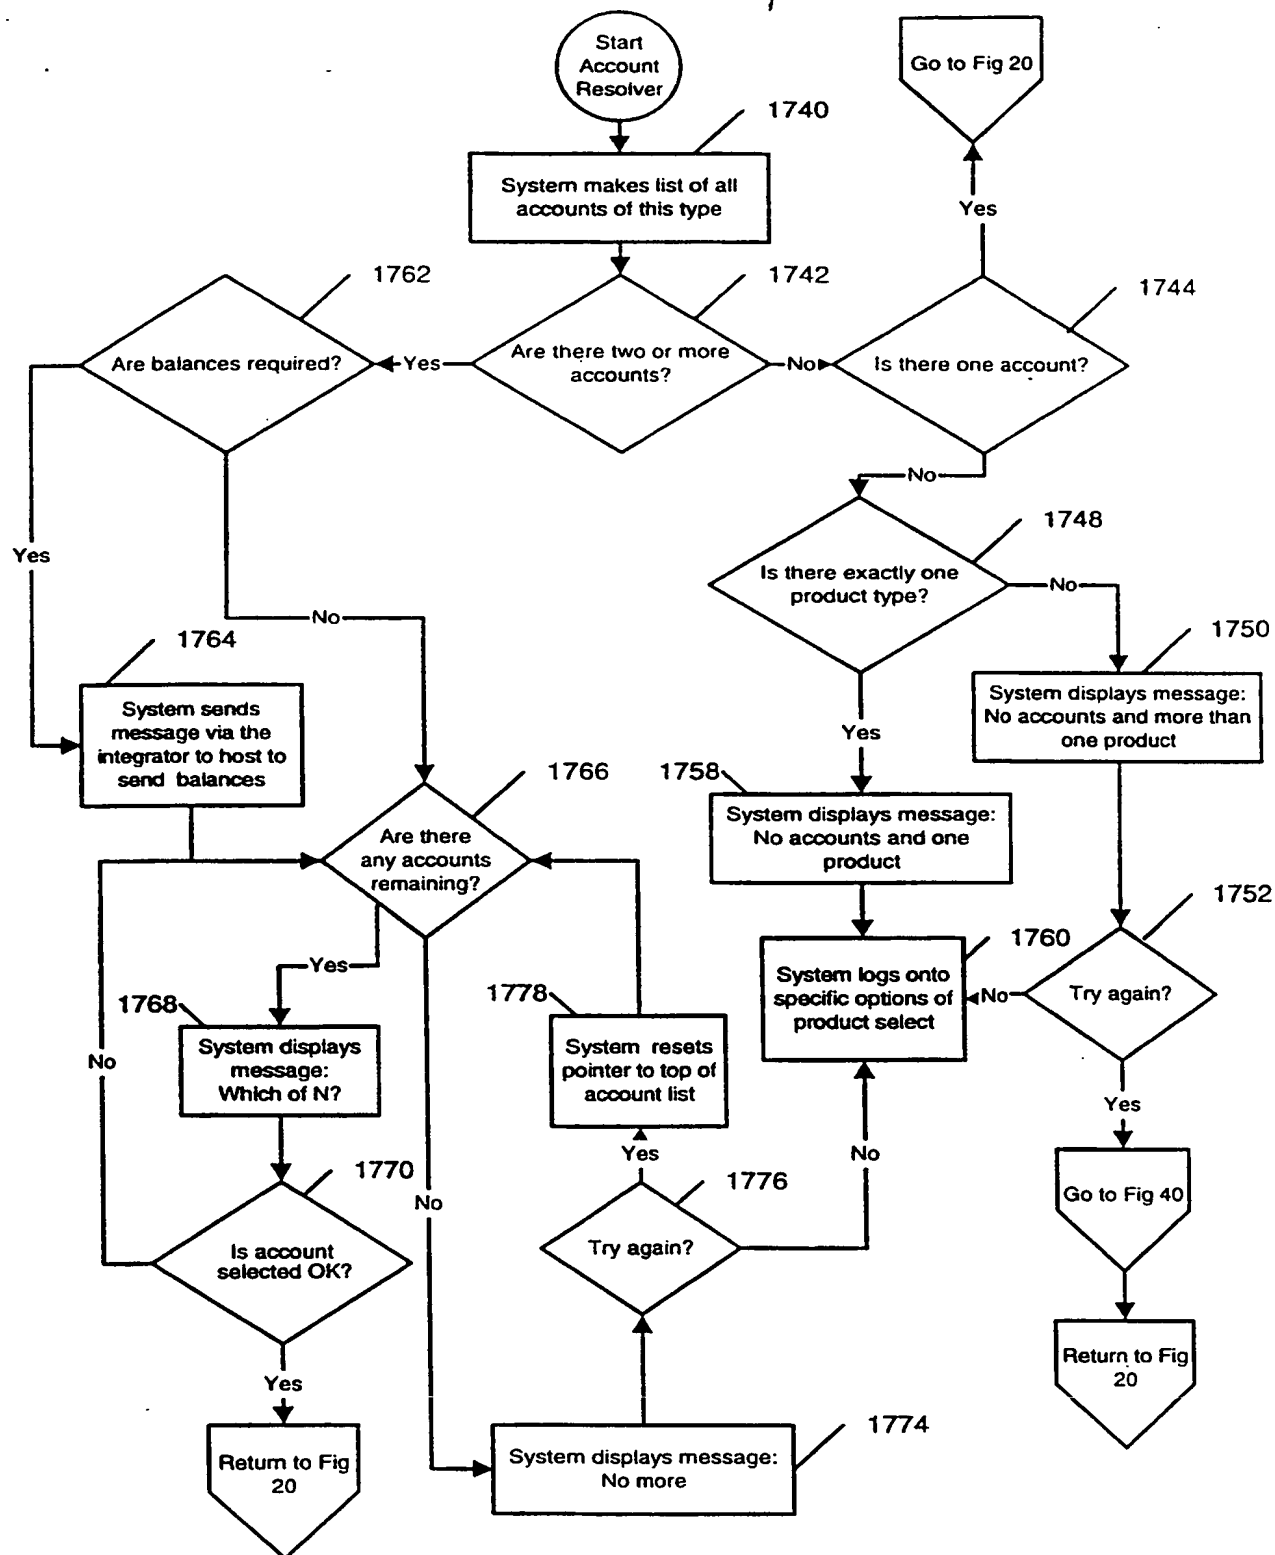 Start
Account
Resolver
Go to Fig 20
1740
System makes list of all
accounts of this type
Yes
1762
1742
1744
Are balances required?
Yes
Are there two or more
accounts?
No
Is there one account?
No
1748
Yes
Is there exactly one
product type?
No
No
1764
1750
System sends
message via the
integrator to host to
send balances
System displays message:
No accounts and more than
one product
Yes
1766
1758
Are there
any accounts
remaining?
System displays message:
No accounts and one
product
1752
1760
Yes
System logs onto
specific options of
product select
No
Try again?
1768
1778
No
System displays
message:
Which of N?
System resets
pointer to top of
account list
Yes
1770
Yes
No
1776
No
Go to Fig 40
Is account
selected OK?
Try again?
Yes
Return to Fig
20
1774
Return to Fig
20
System displays message:
No more